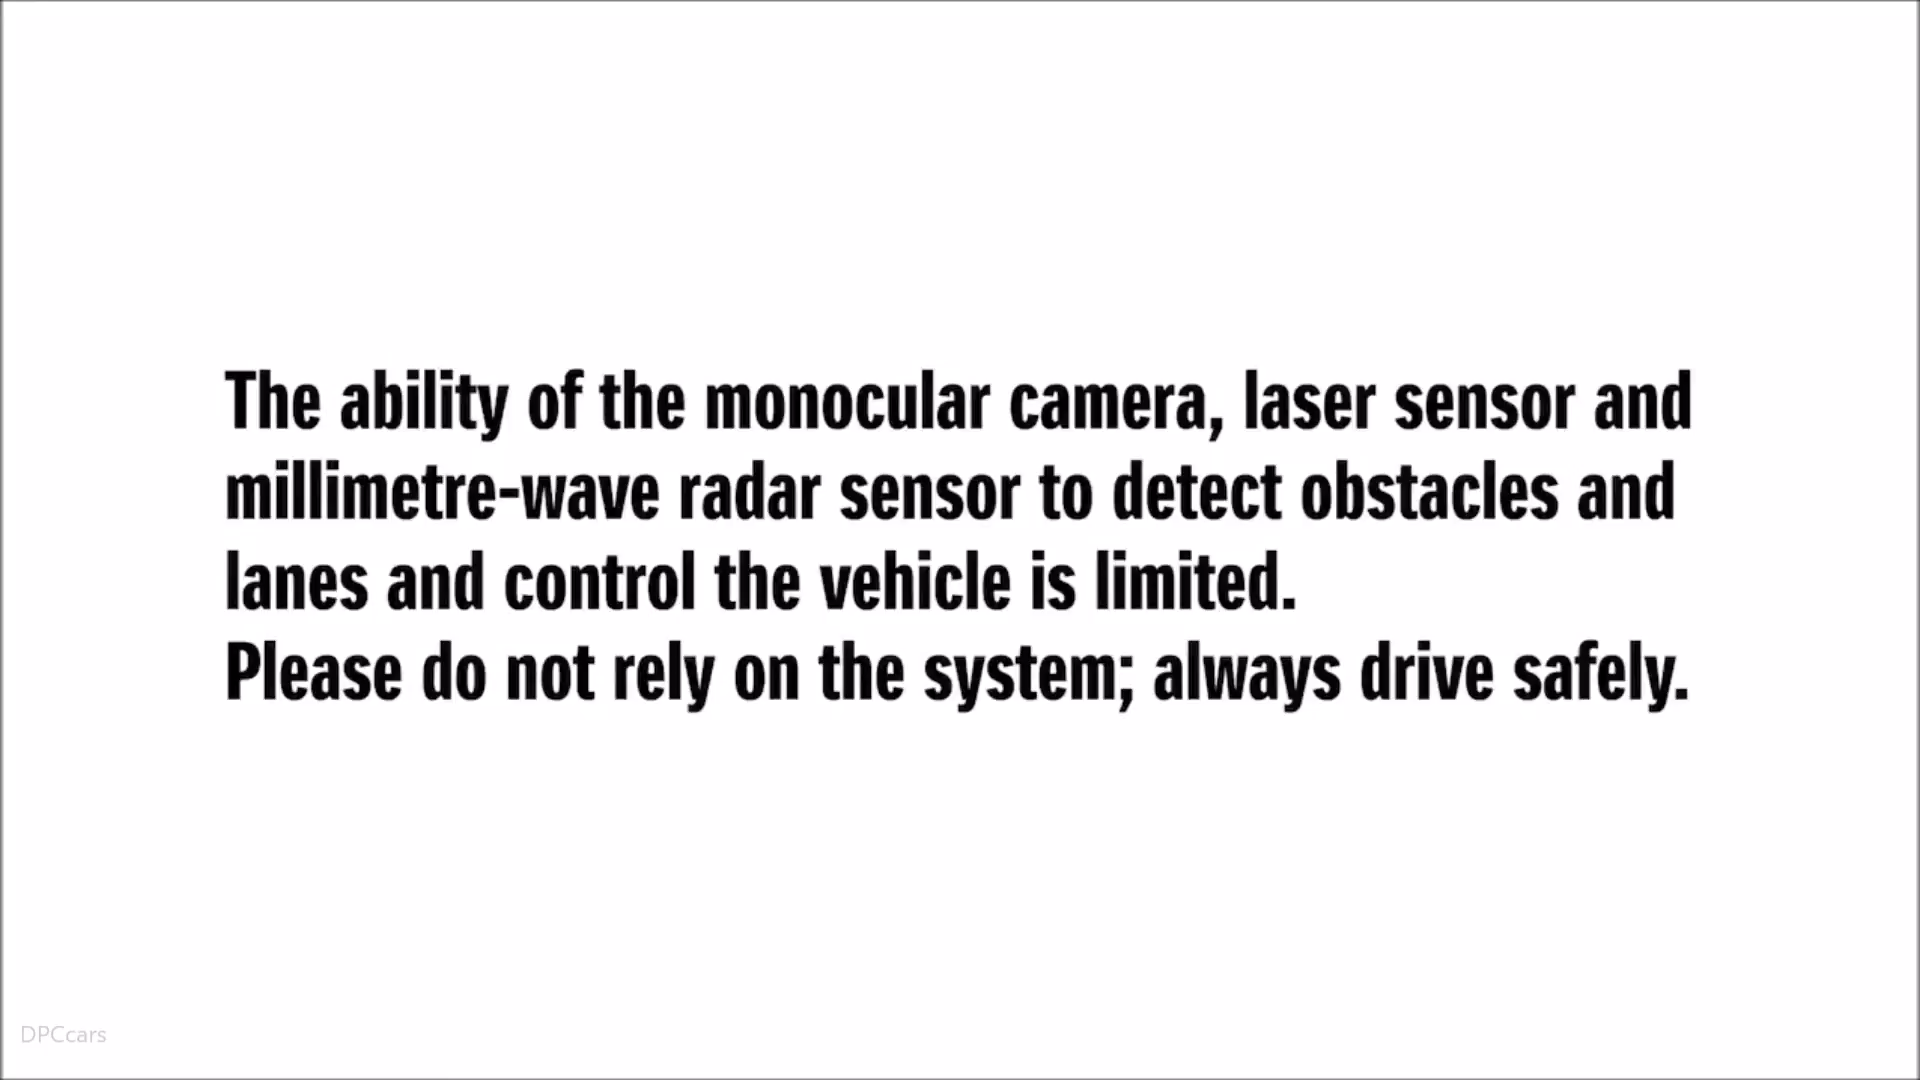 The ability of the monocular camera, laser sensor and
millimetre-wave radar sensor to detect obstacles and
lanes and control the vehicle is limited.
Please do not rely on the system; always drive safely.
DPCcars